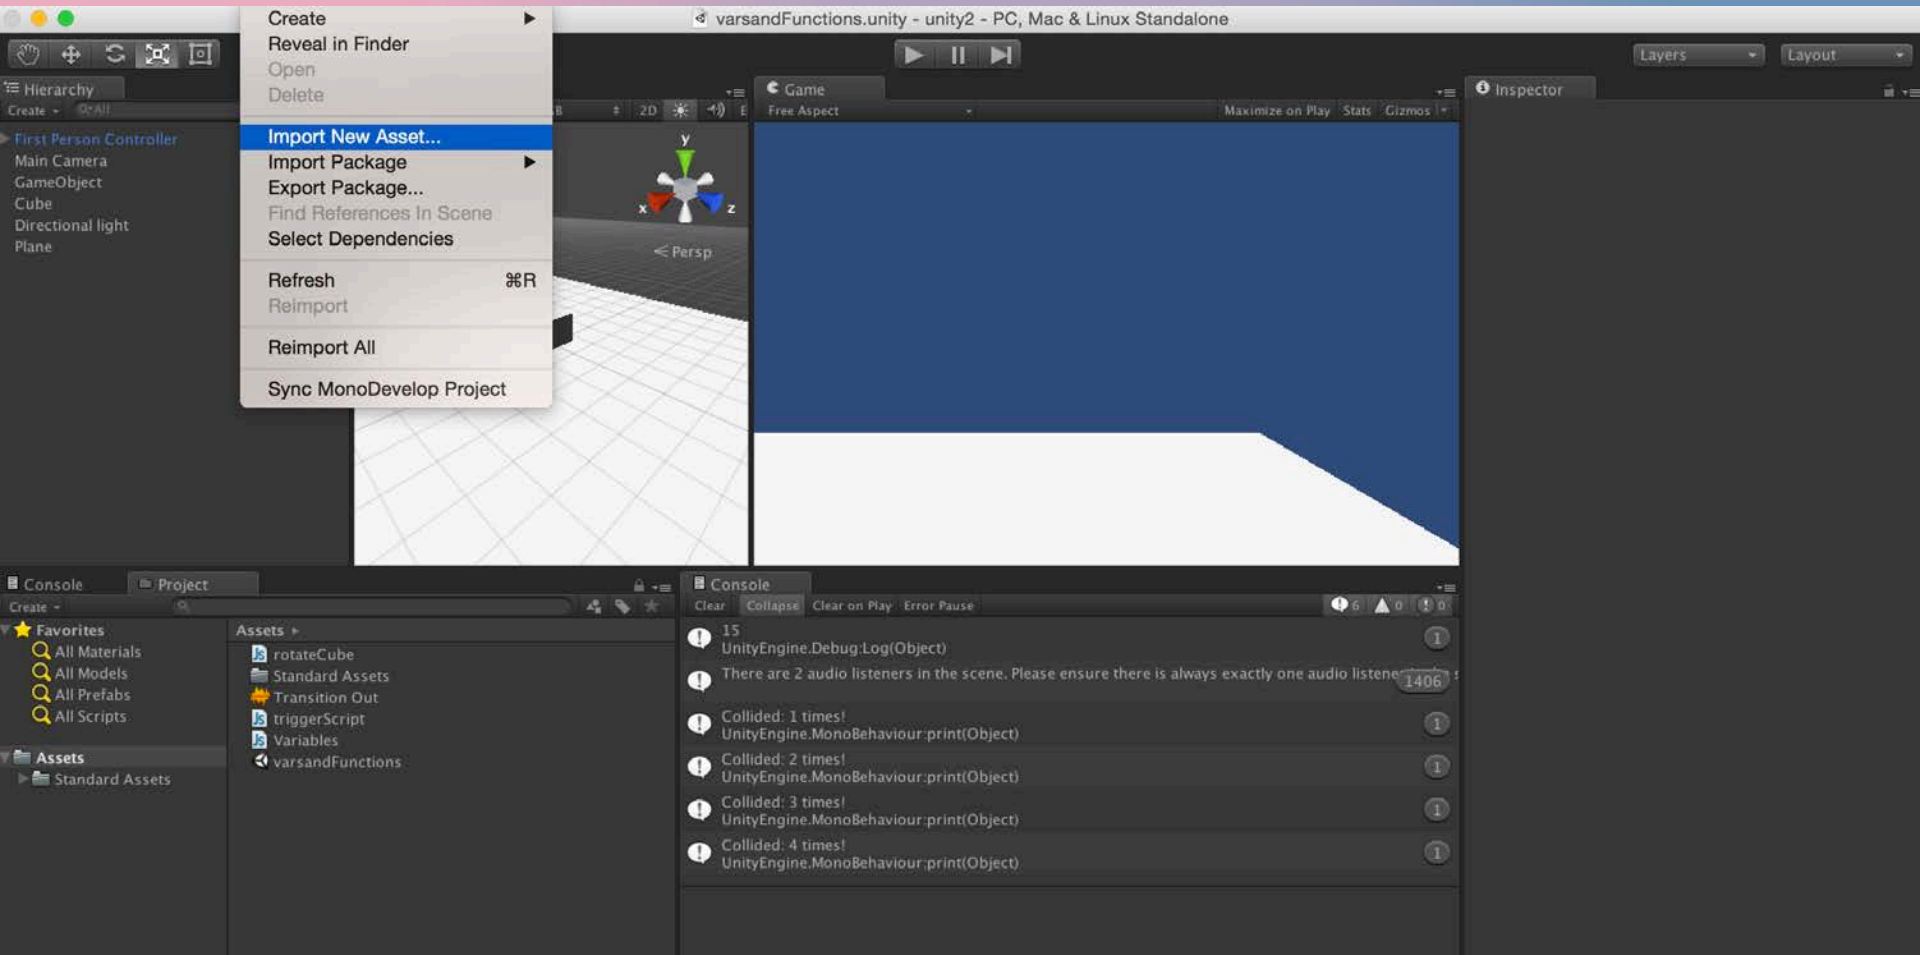 varsandFunctions.unity - unity2 - PC, Mac & Linux Standalone
Create
Reveal in Finder
Open
Delete
Import New Asset...
Import Package
Export Package...
Find References In Scene
Select Dependencies
Refresh ⌘R
Reimport
Reimport All
Sync MonoDevelop Project
Layers
Layout
Hierarchy
Create
All
First Person Controller
Main Camera
GameObject
Cube
Directional light
Plane
2D
y
x
z
Persp
Game
Free Aspect
Maximize on Play Stats Gizmos
Inspector
Console Project
Create
Favorites
All Materials
All Models
All Prefabs
All Scripts
Assets
Standard Assets
Assets
rotateCube
Standard Assets
Transition Out
triggerScript
Variables
varsandFunctions
Console
Clear Collapse Clear on Play Error Pause
6 0 0
15
UnityEngine.Debug:Log(Object)
1
There are 2 audio listeners in the scene. Please ensure there is always exactly one audio
1406
Collided: 1 times!
UnityEngine.MonoBehaviour:print(Object)
1
Collided: 2 times!
UnityEngine.MonoBehaviour:print(Object)
1
Collided: 3 times!
UnityEngine.MonoBehaviour:print(Object)
1
Collided: 4 times!
UnityEngine.MonoBehaviour:print(Object)
1